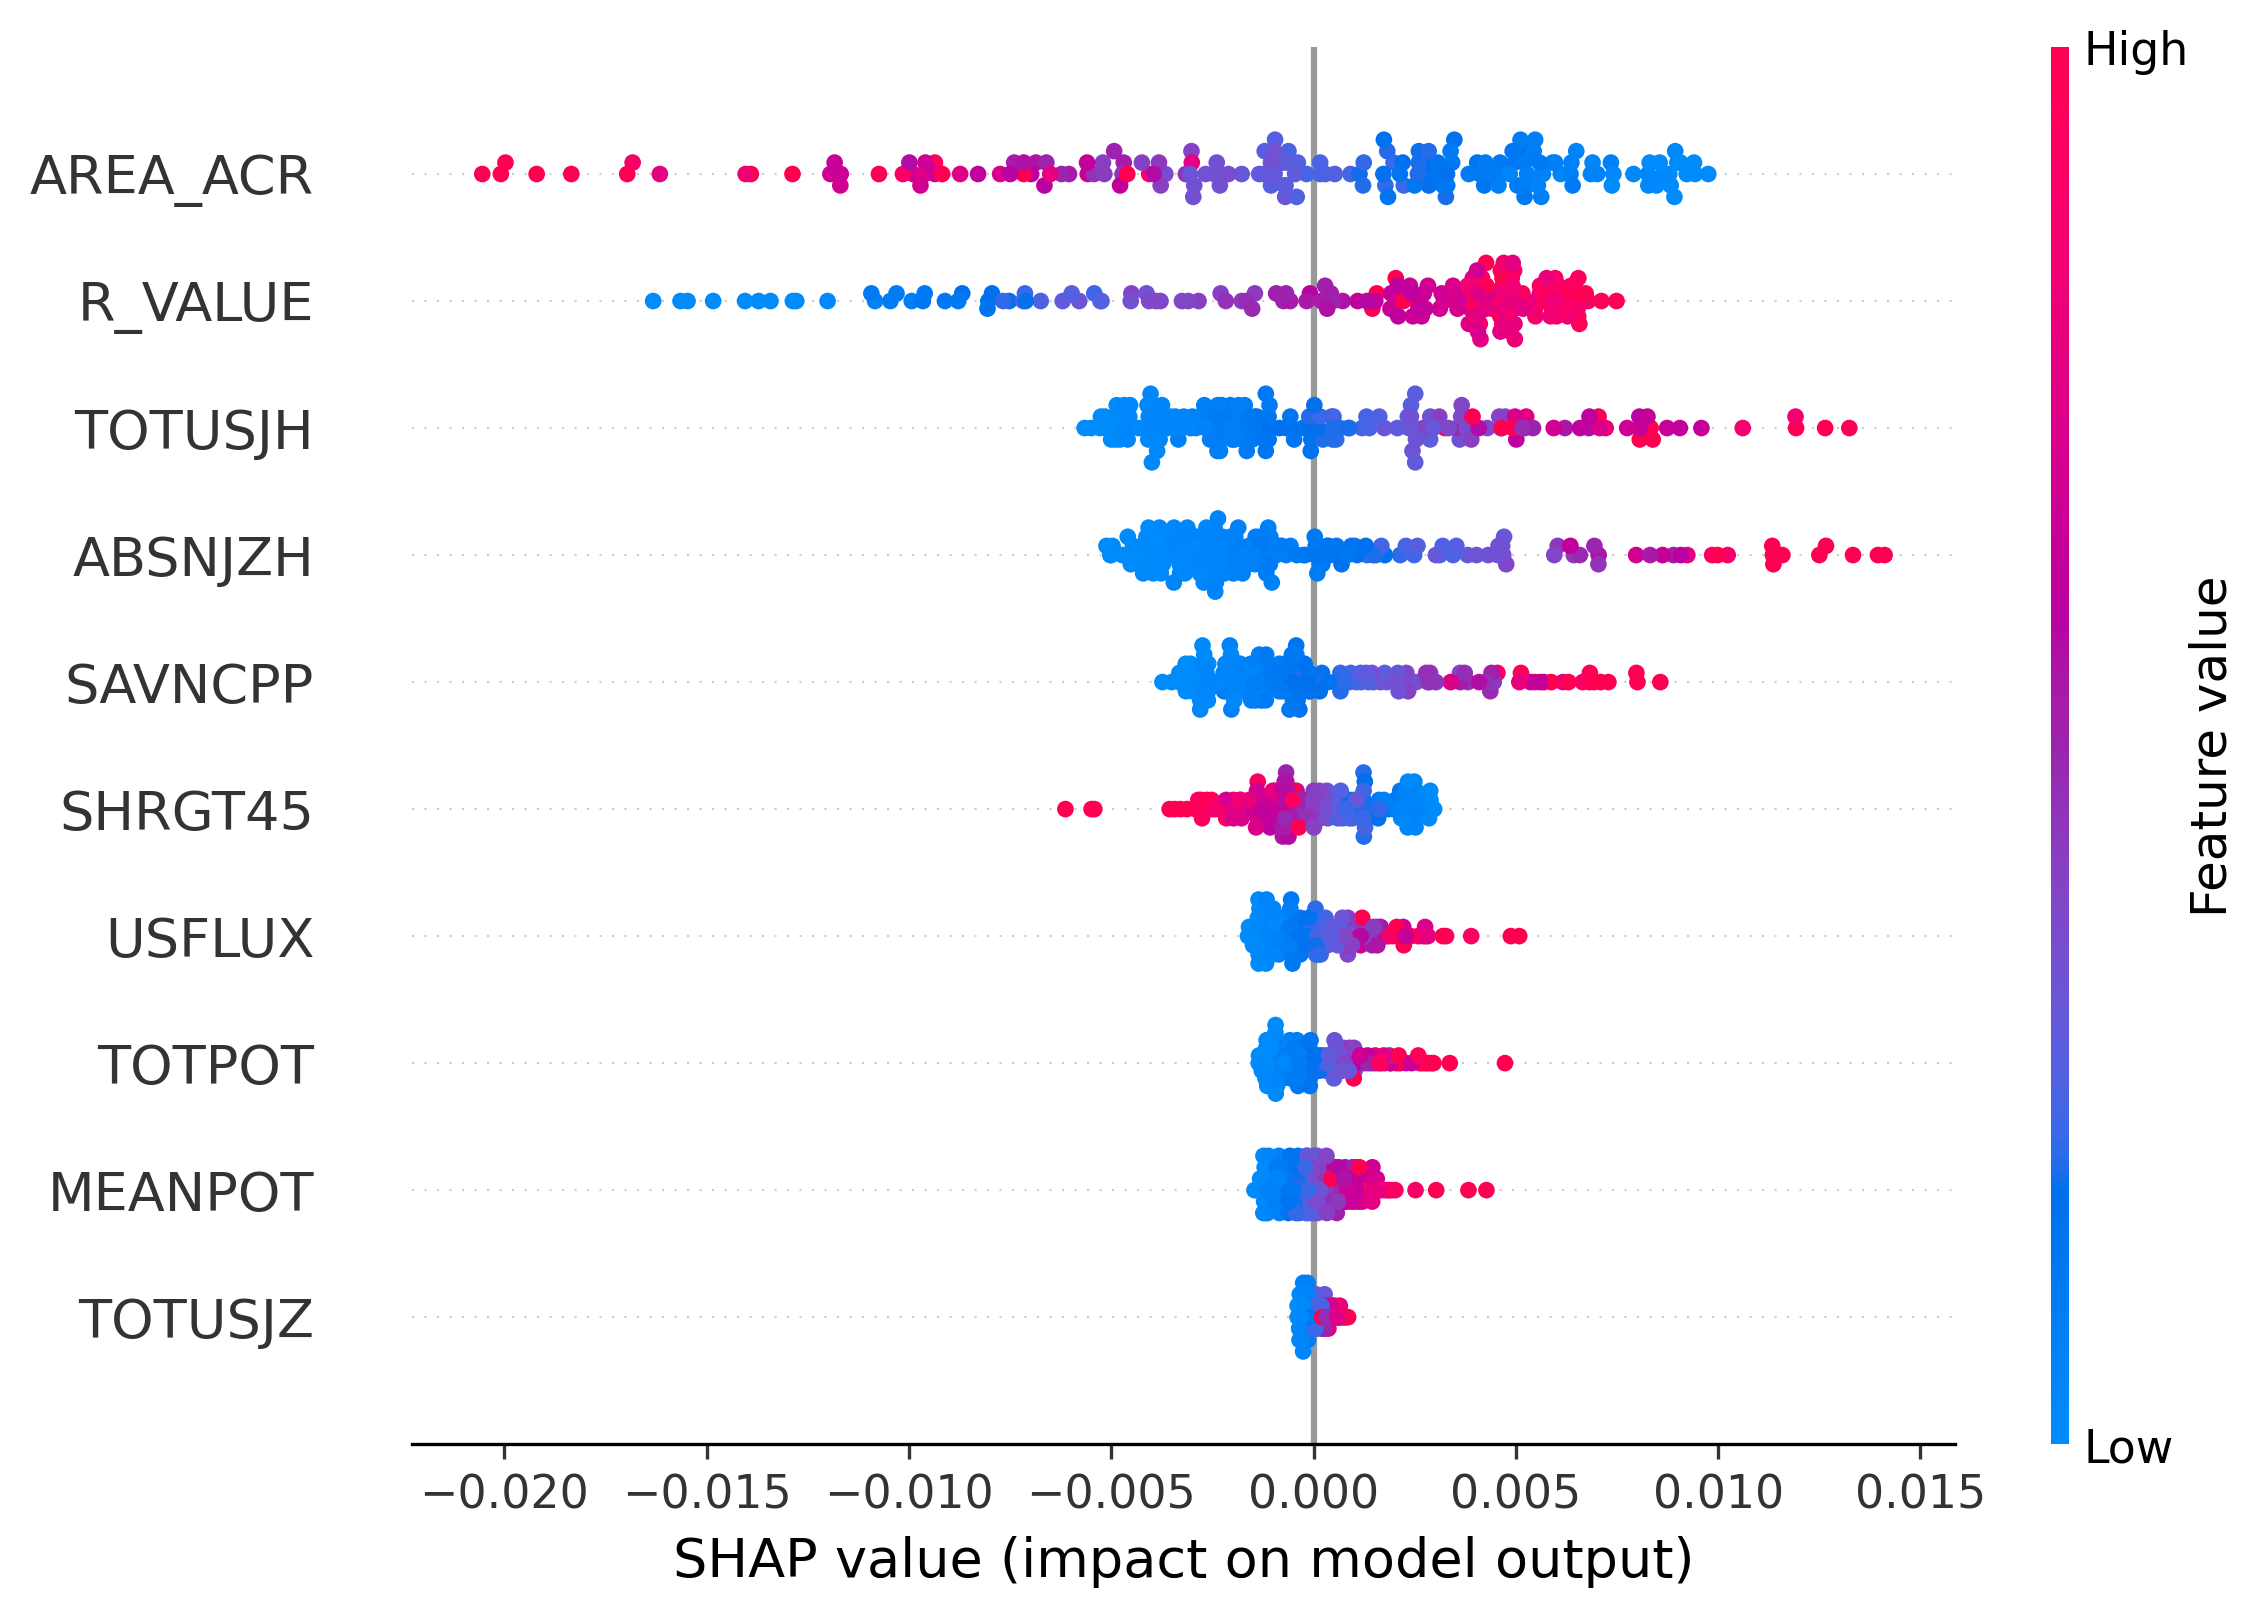 High
AREA_ACR
R_VALUE
TOTUSJH
ABSNJZH
SAVNCPP
SHRGT45
USFLUX
TOTPOT
MEANPOT
TOTUSJZ
Feature value
Low
−0.020 −0.015 −0.010 −0.005 0.000 0.005 0.010 0.015
SHAP value (impact on model output)